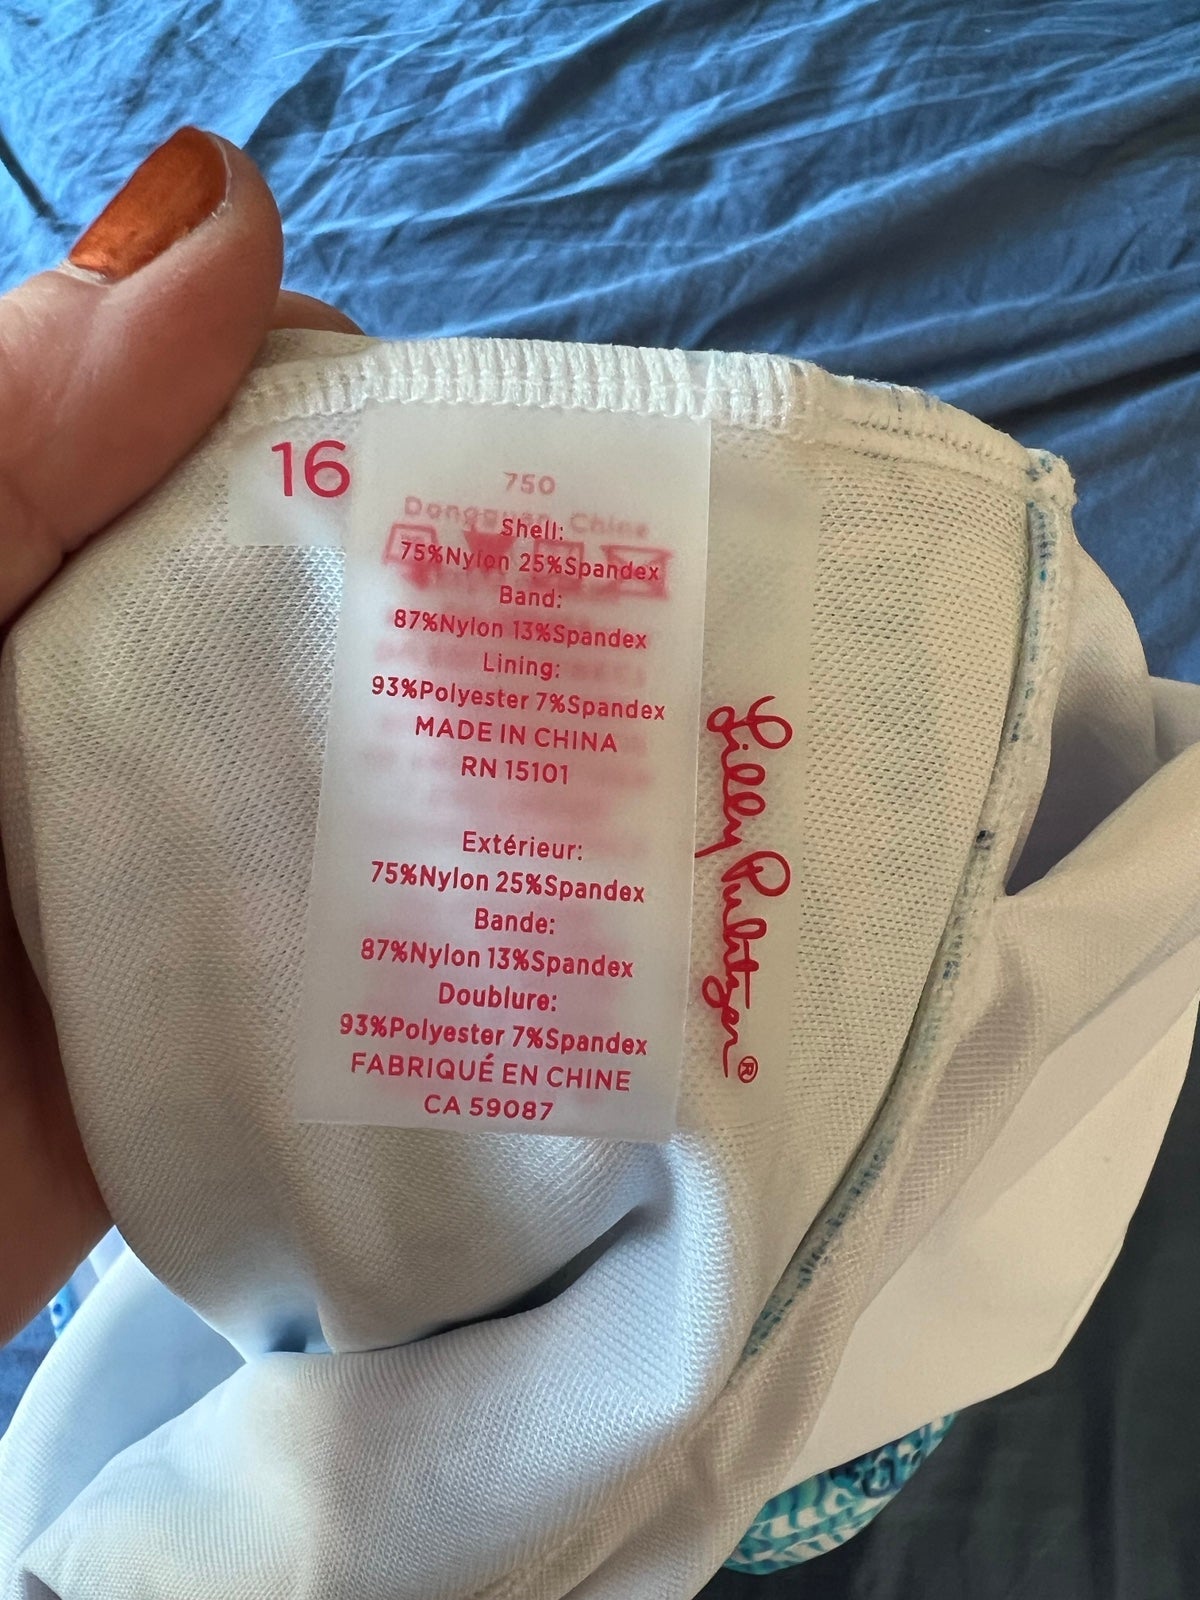 16
750
Dongguan, China
Shell:
75%Nylon 25%Spandex
Band:
87%Nylon 13%Spandex
Lining:
93%Polyester 7%Spandex
MADE IN CHINA
RN 15101
Extérieur:
75%Nylon 25%Spandex
Bande:
87%Nylon 13%Spandex
Doublure:
93%Polyester 7%Spandex
FABRIQUÉ EN CHINE
CA 59087
Lilly Pulitzer®